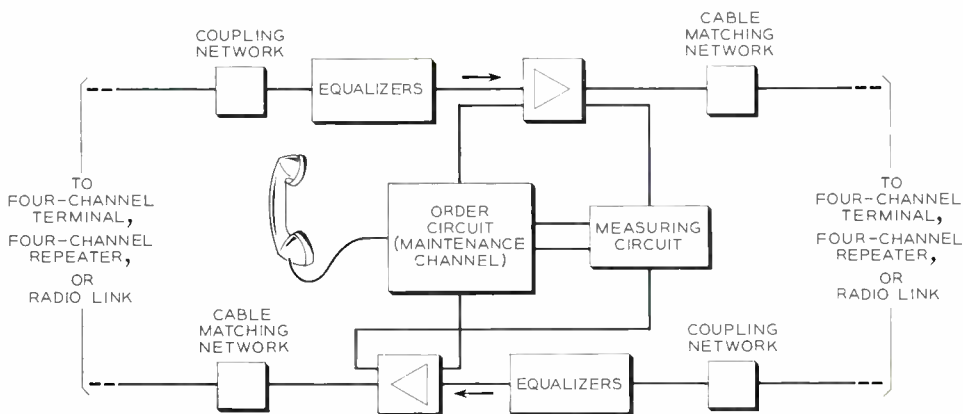 COUPLING
NETWORK
CABLE
MATCHING
NETWORK
EQUALIZERS
TO
FOUR-CHANNEL
TERMINAL,
FOUR-CHANNEL
REPEATER,
OR
RADIO LINK
ORDER
CIRCUIT
(MAINTENANCE
CHANNEL)
MEASURING
CIRCUIT
TO
FOUR-CHANNEL
TERMINAL,
FOUR-CHANNEL
REPEATER,
OR
RADIO LINK
CABLE
MATCHING
NETWORK
EQUALIZERS
COUPLING
NETWORK